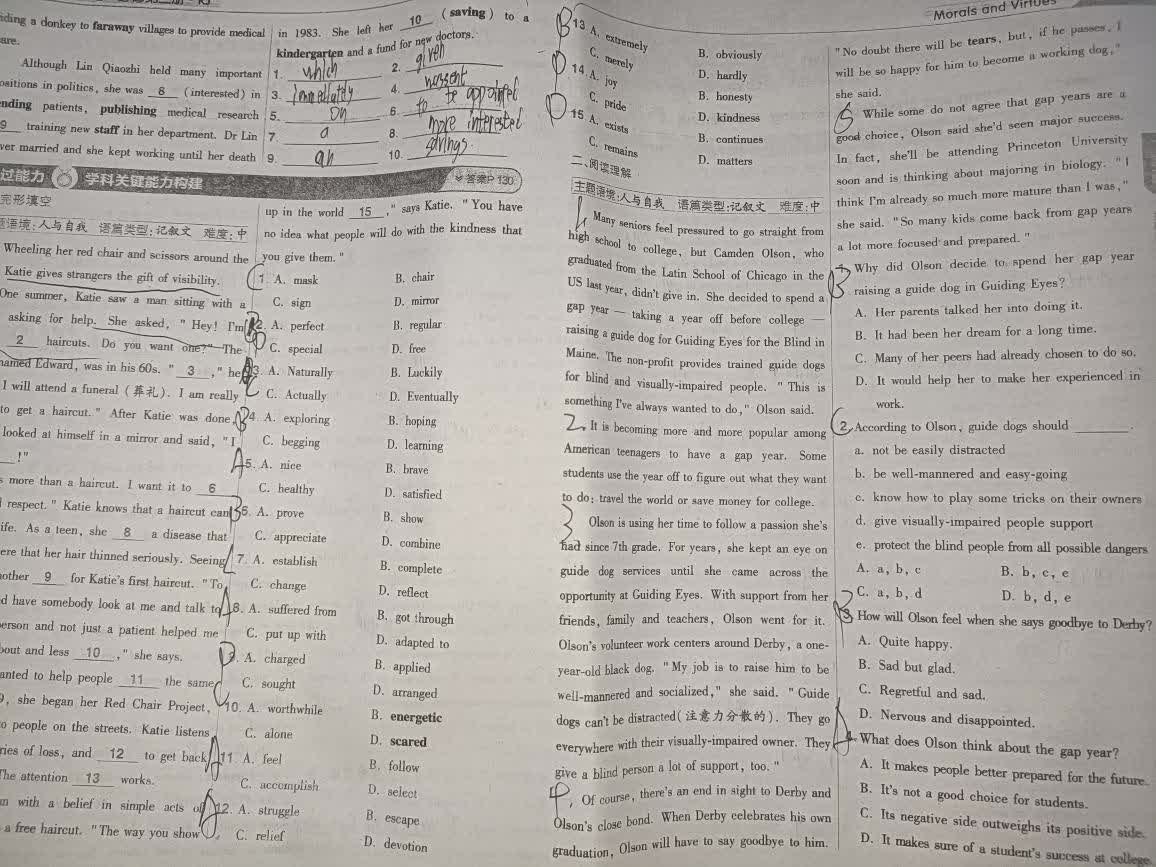 Morals and Virtues
iding a donkey to faraway villages to provide medical
are.
Although Lin Qiaozhi held many important
ositions in politics, she was 8 (interested) in
nding patients, publishing medical research
9 training new staff in her department. Dr Lin
ver married and she kept working until her death
in 1983. She left her 10 (saving) to a
kindergarten and a fund for new doctors.
1. which 2. given
3. Immediately 4.
5. on 6. to be appointed
7. a 8. more interested
9. an 10. savings
过能力 学科关键能力构建 答案P 130
完形填空
题语境:人与自我 语篇类型:记叙文 难度:中
Wheeling her red chair and scissors around the
Katie gives strangers the gift of visibility.
One summer, Katie saw a man sitting with a
asking for help. She asked, "Hey! I'm
2 haircuts. Do you want one?" The
named Edward, was in his 60s. " 3 ," he
I will attend a funeral (葬礼). I am really
to get a haircut." After Katie was done,
looked at himself in a mirror and said, "I
!"
s more than a haircut. I want it to 6
respect." Katie knows that a haircut can
ife. As a teen, she 8 a disease that
ere that her hair thinned seriously. Seeing
nother 9 for Katie's first haircut. "To
d have somebody look at me and talk to
erson and not just a patient helped me
bout and less 10 ," she says.
anted to help people 11 the same
9, she began her Red Chair Project,
o people on the streets. Katie listens
ries of loss, and 12 to get back
The attention 13 works.
n with a belief in simple acts of
a free haircut. "The way you show
up in the world 15 ," says Katie. "You have
no idea what people will do with the kindness that
you give them."
C 1. A. mask B. chair
C. sign D. mirror
2. A. perfect B. regular
C. special D. free
3. A. Naturally B. Luckily
C. Actually D. Eventually
4. A. exploring B. hoping
C. begging D. learning
A 5. A. nice B. brave
C. healthy D. satisfied
B 6. A. prove B. show
C. appreciate D. combine
7. A. establish B. complete
C. change D. reflect
A 8. A. suffered from B. got through
C. put up with D. adapted to
D 9. A. charged B. applied
C. sought D. arranged
C 10. A. worthwhile B. energetic
C. alone D. scared
A 11. A. feel B. follow
C. accomplish D. select
12. A. struggle B. escape
C. relief D. devotion
B 13. A. extremely B. obviously
C. merely D. hardly
D 14. A. joy B. honesty
C. pride D. kindness
D 15. A. exists B. continues
C. remains D. matters
二、阅读理解
主题语境:人与自我 语篇类型:记叙文 难度:中
1 Many seniors feel pressured to go straight from
high school to college, but Camden Olson, who
graduated from the Latin School of Chicago in the
US last year, didn't give in. She decided to spend a
gap year — taking a year off before college —
raising a guide dog for Guiding Eyes for the Blind in
Maine. The non-profit provides trained guide dogs
for blind and visually-impaired people. "This is
something I've always wanted to do," Olson said.
2. It is becoming more and more popular among
American teenagers to have a gap year. Some
students use the year off to figure out what they want
to do; travel the world or save money for college.
3 Olson is using her time to follow a passion she's
had since 7th grade. For years, she kept an eye on
guide dog services until she came across the
opportunity at Guiding Eyes. With support from her
friends, family and teachers, Olson went for it.
Olson's volunteer work centers around Derby, a one-
year-old black dog. "My job is to raise him to be
well-mannered and socialized," she said. "Guide
dogs can't be distracted(注意力分散的). They go
everywhere with their visually-impaired owner. They
give a blind person a lot of support, too."
4. Of course, there's an end in sight to Derby and
Olson's close bond. When Derby celebrates his own
graduation, Olson will have to say goodbye to him.
"No doubt there will be tears, but, if he passes, I
will be so happy for him to become a working dog,"
she said.
5 While some do not agree that gap years are a
good choice, Olson said she'd seen major success.
In fact, she'll be attending Princeton University
soon and is thinking about majoring in biology. "I
think I'm already so much more mature than I was,"
she said. "So many kids come back from gap years
a lot more focused and prepared."
B 1. Why did Olson decide to spend her gap year
raising a guide dog in Guiding Eyes?
A. Her parents talked her into doing it.
B. It had been her dream for a long time.
C. Many of her peers had already chosen to do so.
D. It would help her to make her experienced in
work.
C 2. According to Olson, guide dogs should ______.
a. not be easily distracted
b. be well-mannered and easy-going
c. know how to play some tricks on their owners
d. give visually-impaired people support
e. protect the blind people from all possible dangers
A. a, b, c B. b, c, e
C. a, b, d D. b, d, e
B 3. How will Olson feel when she says goodbye to Derby?
A. Quite happy.
B. Sad but glad.
C. Regretful and sad.
D. Nervous and disappointed.
A 4. What does Olson think about the gap year?
A. It makes people better prepared for the future.
B. It's not a good choice for students.
C. Its negative side outweighs its positive side.
D. It makes sure of a student's success at college.